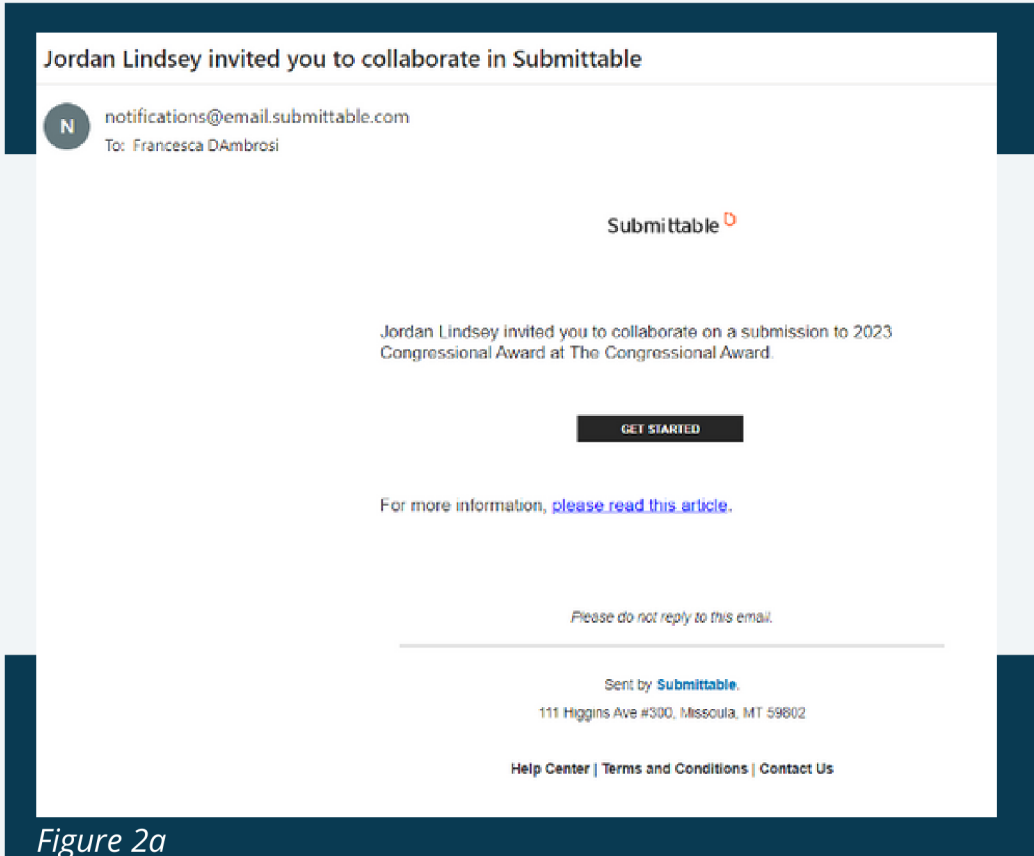 Jordan Lindsey invited you to collaborate in Submittable
N
notifications@email.submittable.com
To: Francesca DAmbrosi
Submittable
Jordan Lindsey invited you to collaborate on a submission to 2023
Congressional Award at The Congressional Award.
GET STARTED
For more information, please read this article.
Please do not reply to this email.
Sent by Submittable.
111 Higgins Ave #300, Missoula, MT 59802
Help Center | Terms and Conditions | Contact Us
Figure 2a